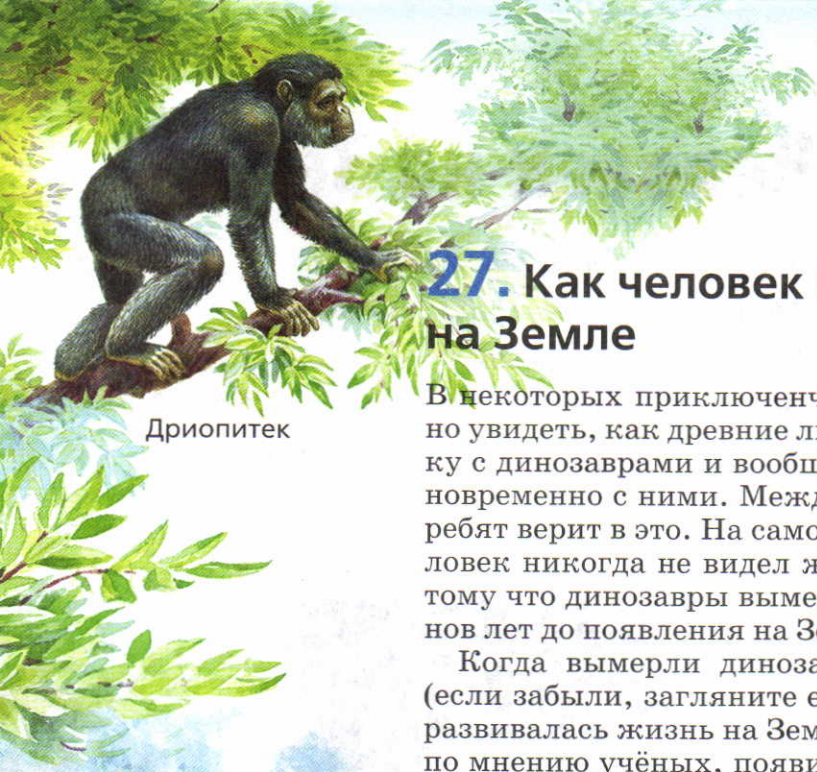 27. Как человек
на Земле
Дриопитек
В некоторых приключенч
но увидеть, как древние л
ку с динозаврами и вообщ
новременно с ними. Межд
ребят верит в это. На само
ловек никогда не видел ж
тому что динозавры выме
нов лет до появления на З
Когда вымерли диноза
(если забыли, загляните е
развивалась жизнь на Зем
по мнению учёных, появи